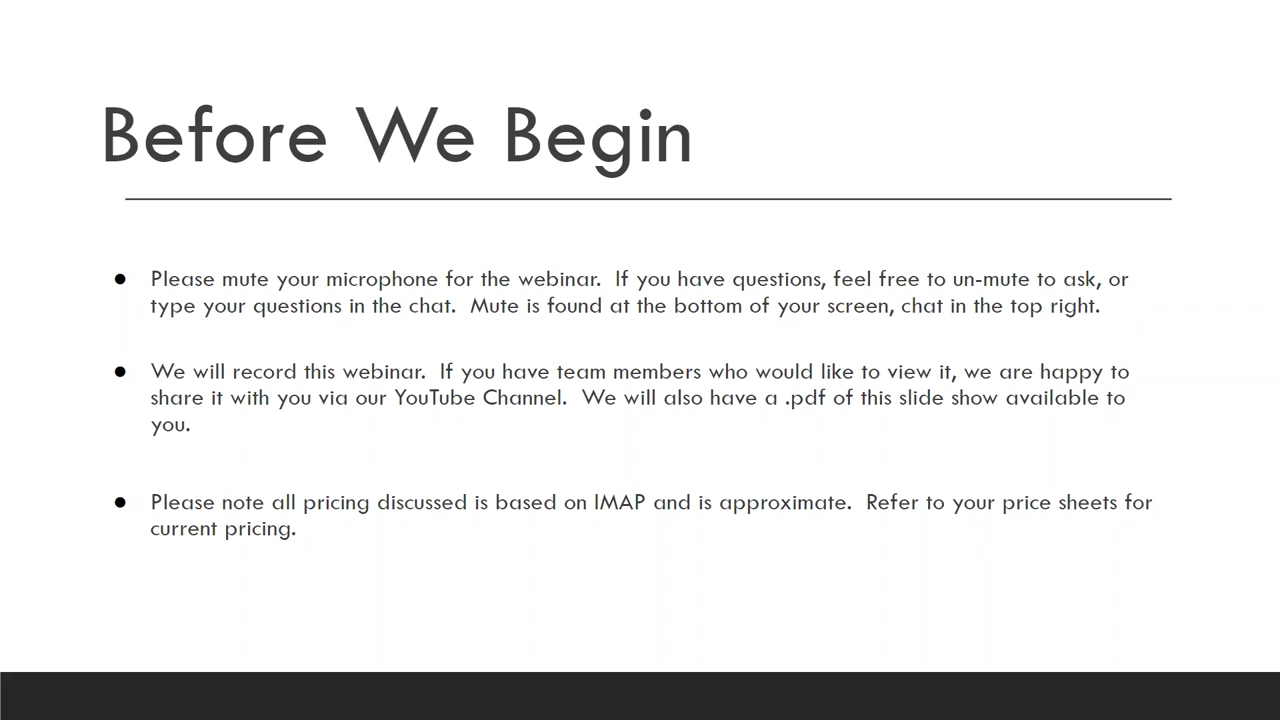 Before We Begin
● Please mute your microphone for the webinar.  If you have questions, feel free to un-mute to ask, or
type your questions in the chat.  Mute is found at the bottom of your screen, chat in the top right.
● We will record this webinar.  If you have team members who would like to view it, we are happy to
share it with you via our YouTube Channel.  We will also have a .pdf of this slide show available to
you.
● Please note all pricing discussed is based on IMAP and is approximate.  Refer to your price sheets for
current pricing.